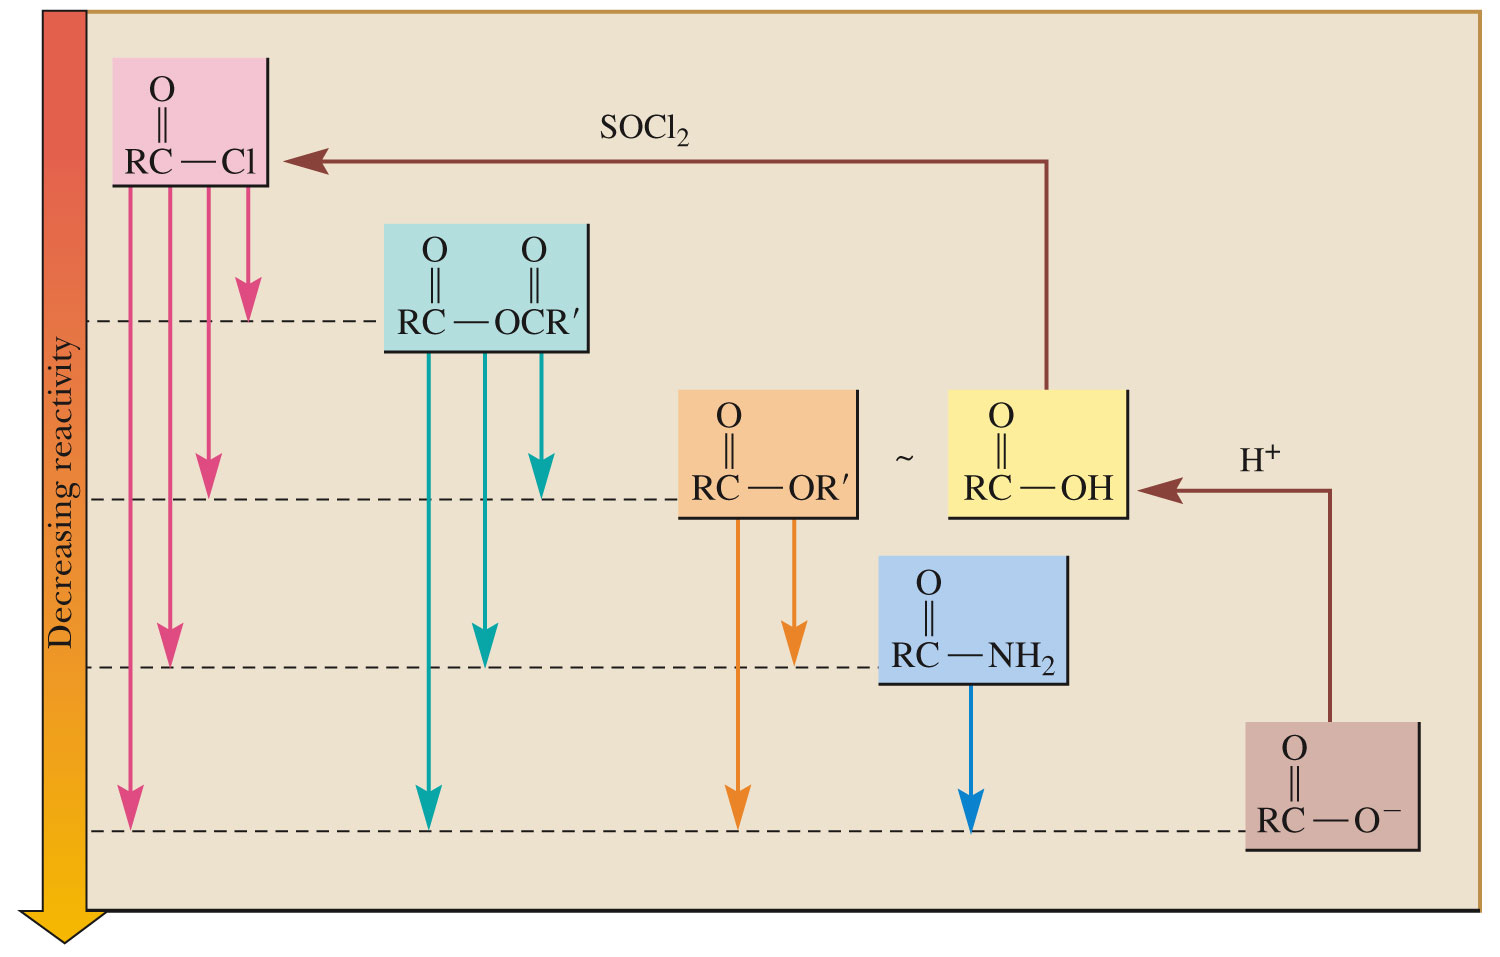 Decreasing reactivity
O
RC—Cl
SOCl₂
O O
RC—OCR′
O
RC—OR′
~
O
RC—OH
H⁺
O
RC—NH₂
O
RC—O⁻